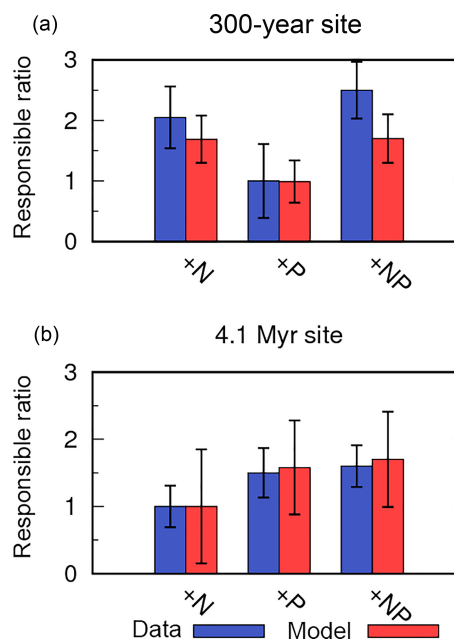 (a) 300-year site
Responsible ratio
3
2
1
0
+N +P +NP
(b) 4.1 Myr site
Responsible ratio
3
2
1
0
+N +P +NP
Data Model